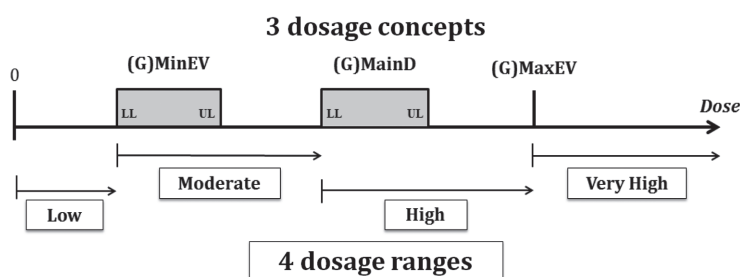 3 dosage concepts
(G)MinEV
(G)MainD
(G)MaxEV
0
LL UL
LL UL
Dose
Moderate
Very High
Low
High
4 dosage ranges